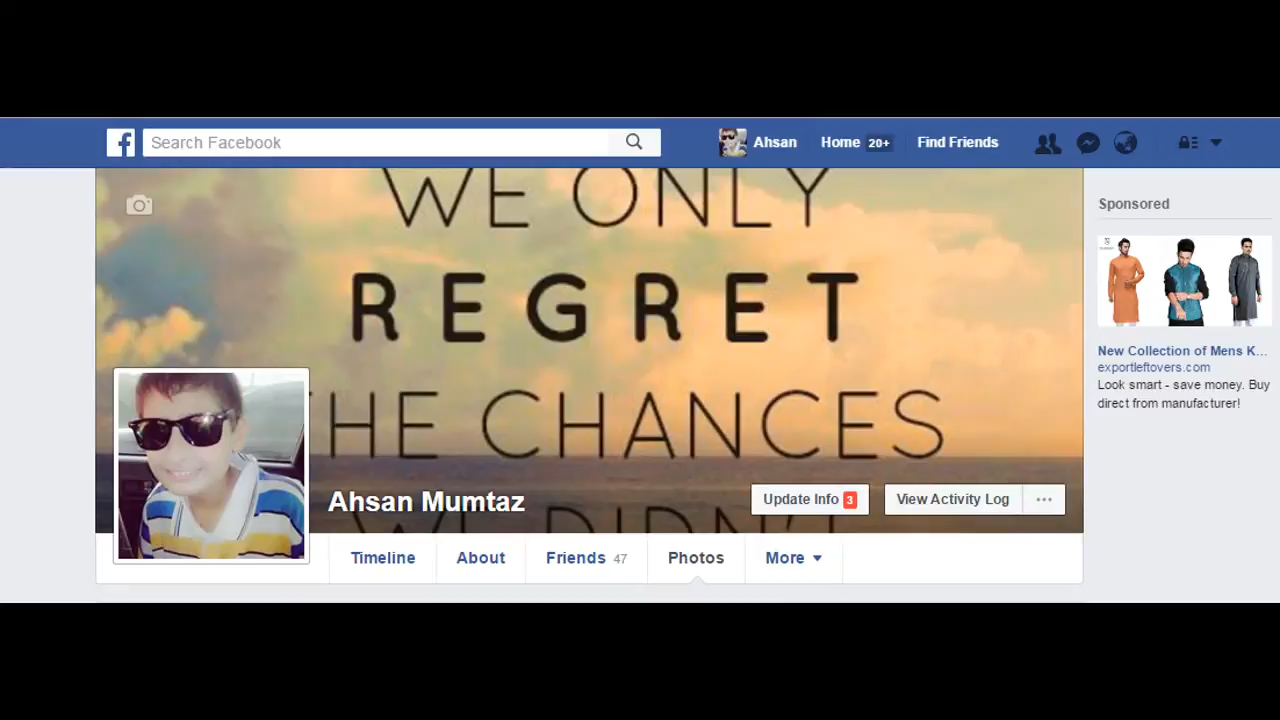 Search Facebook
Ahsan
Home 20+
Find Friends
WE ONLY
REGRET
THE CHANCES
WE DIDN'T
Ahsan Mumtaz
Update Info 3
View Activity Log
Timeline
About
Friends 47
Photos
More
Sponsored
New Collection of Mens K...
exportleftovers.com
Look smart - save money. Buy
direct from manufacturer!